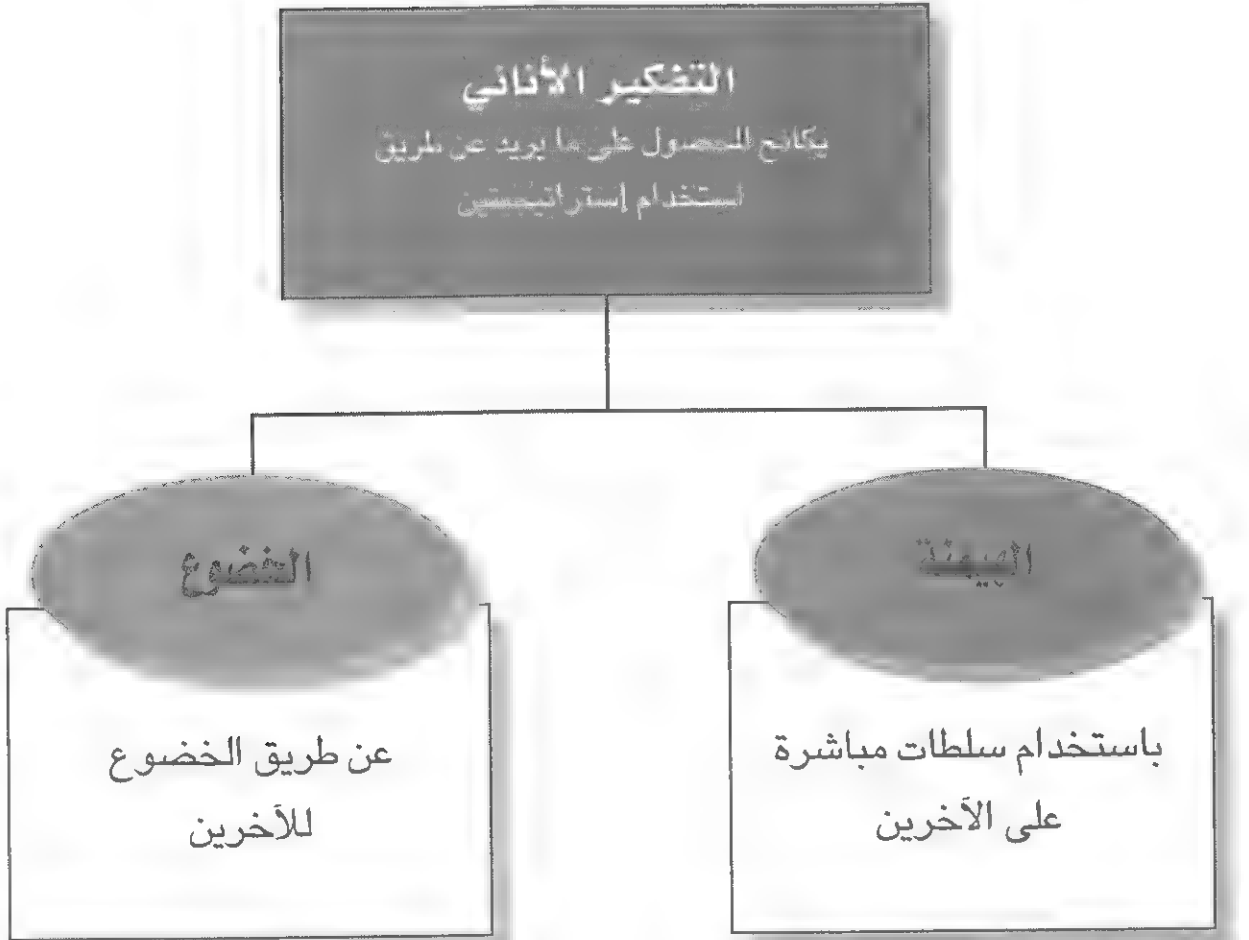 التفكير الأناني
يكافح للحصول على ما يريد عن طريق
استخدام إستراتيجيتين
الهيمنة
باستخدام سلطات مباشرة
على الآخرين
الخضوع
عن طريق الخضوع
للآخرين